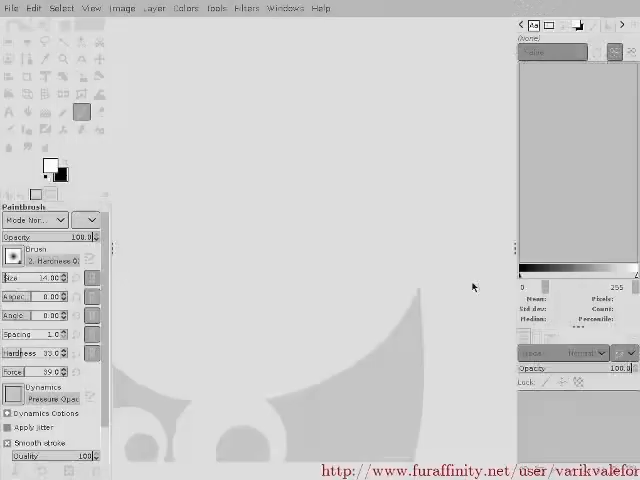 File Edit Select View Image Layer Colors Tools Filters Windows Help
(None)
Value
Paintbrush
Mode Nor...
Opacity 100.0
Brush
2. Hardness 0
Size 14.00
Aspec 0.00
Angle 0.00
Spacing 1.0
Hardness 33.0
Force 39.0
Dynamics
Pressure Opac
Dynamics Options
Apply Jitter
Smooth stroke
Quality 100
0 255
Mean: Pixels:
Std dev: Count:
Median: Percentile:
Mode: Normal
Opacity 100.0
Lock:
http://www.furaffinity.net/user/varikvalefor